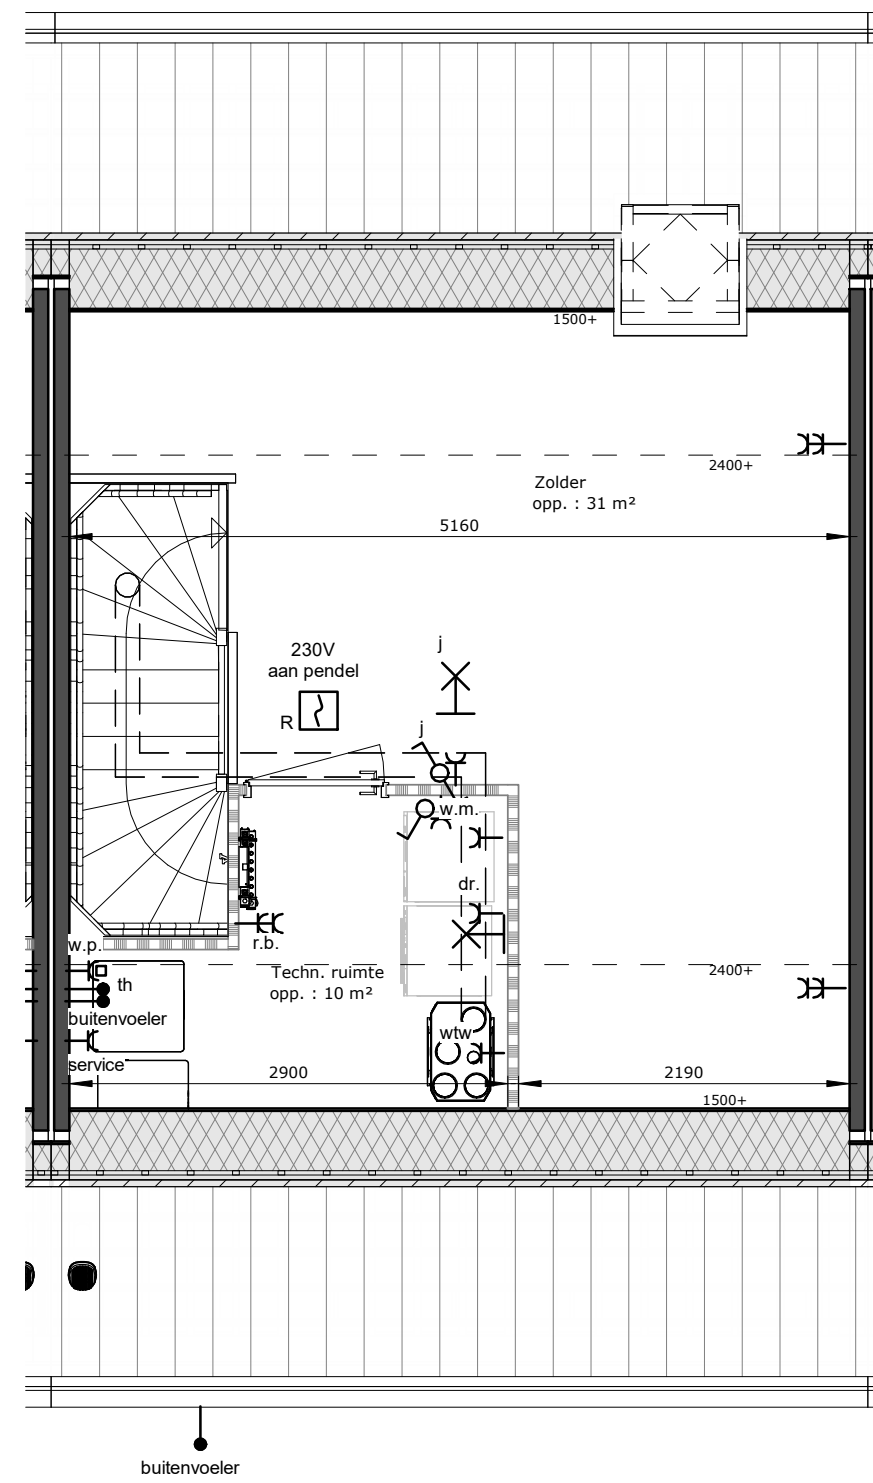 1500+
2400+
Zolder
opp. : 31 m²
5160
230V
aan pendel
R
j
j
w.m.
dr.
r.b.
w.p.
th
buitenvoeler
service
Techn. ruimte
opp. : 10 m²
2400+
wtw
2900
2190
1500+
buitenvoeler